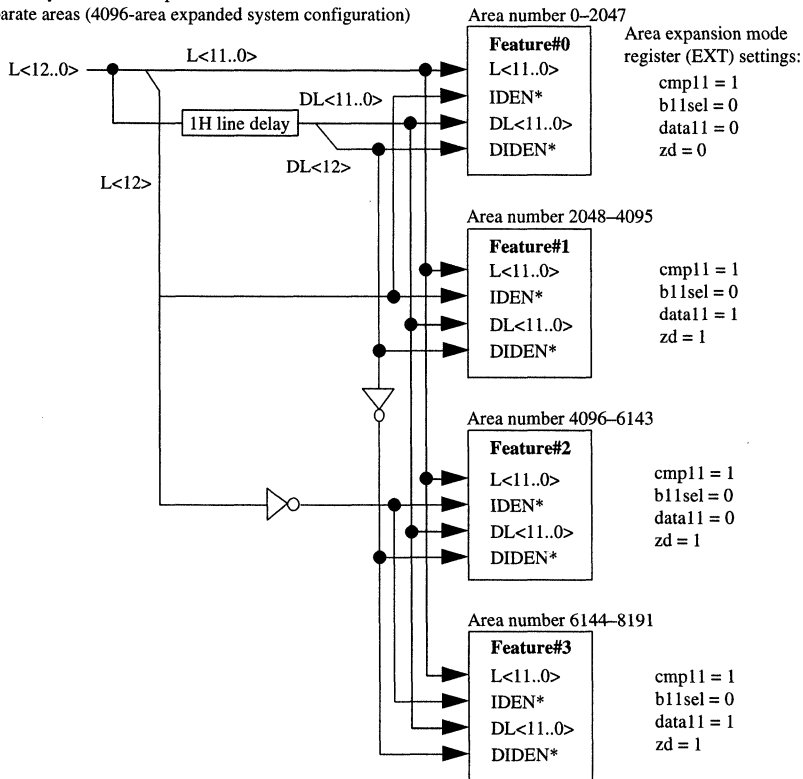 parate areas (4096-area expanded system configuration)
Area number 0–2047
Feature#0
L<11..0>
IDEN*
DL<11..0>
DIDEN*
Area expansion mode
register (EXT) settings:
cmp11 = 1
b11sel = 0
data11 = 0
zd = 0
L<12..0>
L<11..0>
DL<11..0>
1H line delay
DL<12>
L<12>
Area number 2048–4095
Feature#1
L<11..0>
IDEN*
DL<11..0>
DIDEN*
cmp11 = 1
b11sel = 0
data11 = 1
zd = 1
Area number 4096–6143
Feature#2
L<11..0>
IDEN*
DL<11..0>
DIDEN*
cmp11 = 1
b11sel = 0
data11 = 0
zd = 1
Area number 6144–8191
Feature#3
L<11..0>
IDEN*
DL<11..0>
DIDEN*
cmp11 = 1
b11sel = 0
data11 = 1
zd = 1